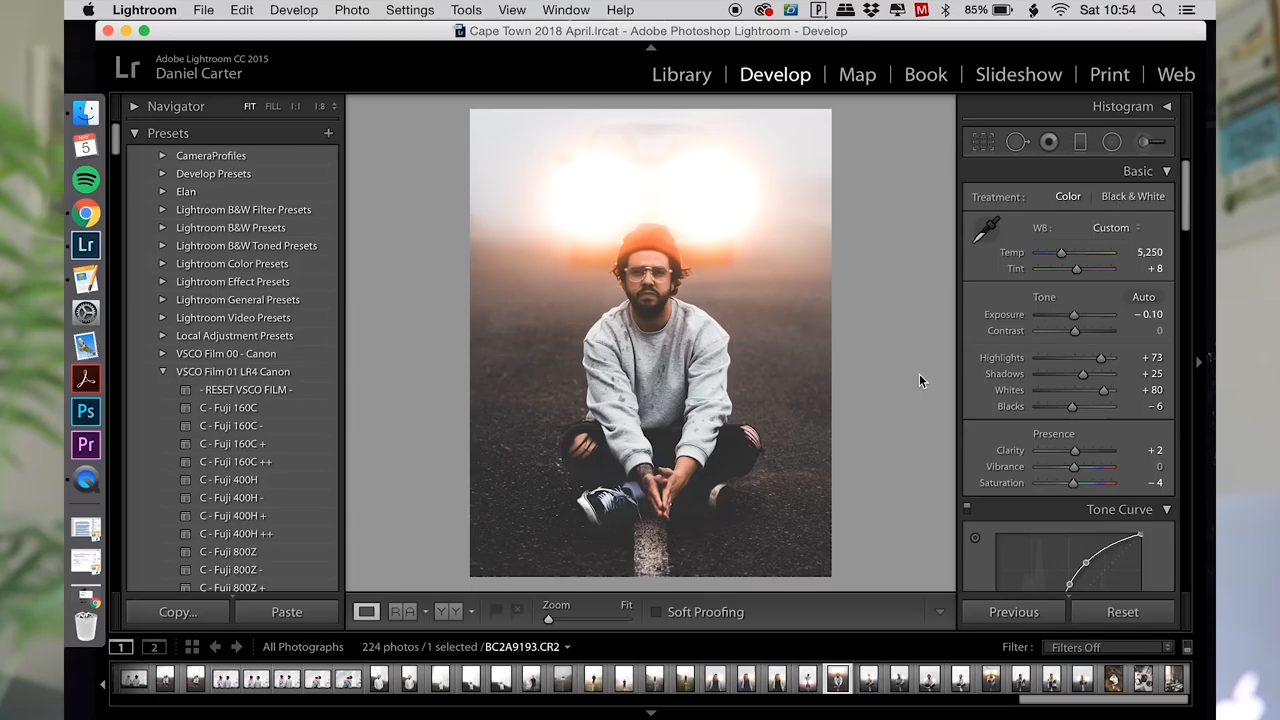 Lightroom File Edit Develop Photo Settings Tools View Window Help 85% Sat 10:54
Cape Town 2018 April.lrcat - Adobe Photoshop Lightroom - Develop
Lr Adobe Lightroom CC 2015
Daniel Carter
Library | Develop | Map | Book | Slideshow | Print | Web
Navigator FIT FILL 1:1 1:8
Presets +
CameraProfiles
Develop Presets
Elan
Lightroom B&W Filter Presets
Lightroom B&W Presets
Lightroom B&W Toned Presets
Lightroom Color Presets
Lightroom Effect Presets
Lightroom General Presets
Lightroom Video Presets
Local Adjustment Presets
VSCO Film 00 - Canon
VSCO Film 01 LR4 Canon
- RESET VSCO FILM -
C - Fuji 160C
C - Fuji 160C -
C - Fuji 160C +
C - Fuji 160C ++
C - Fuji 400H
C - Fuji 400H -
C - Fuji 400H +
C - Fuji 400H ++
C - Fuji 800Z
C - Fuji 800Z -
C - Fuji 800Z +
Copy...
Paste
MAY
5
Lr
Ps
Pr
Histogram
Basic
Treatment : Color Black & White
WB : Custom
Temp 5,250
Tint + 8
Tone Auto
Exposure − 0.10
Contrast 0
Highlights + 73
Shadows + 25
Whites + 80
Blacks − 6
Presence
Clarity + 2
Vibrance 0
Saturation − 4
Tone Curve
Previous
Reset
R A Y Y Zoom Fit Soft Proofing
1 2 All Photographs 224 photos / 1 selected / BC2A9193.CR2 Filter : Filters Off